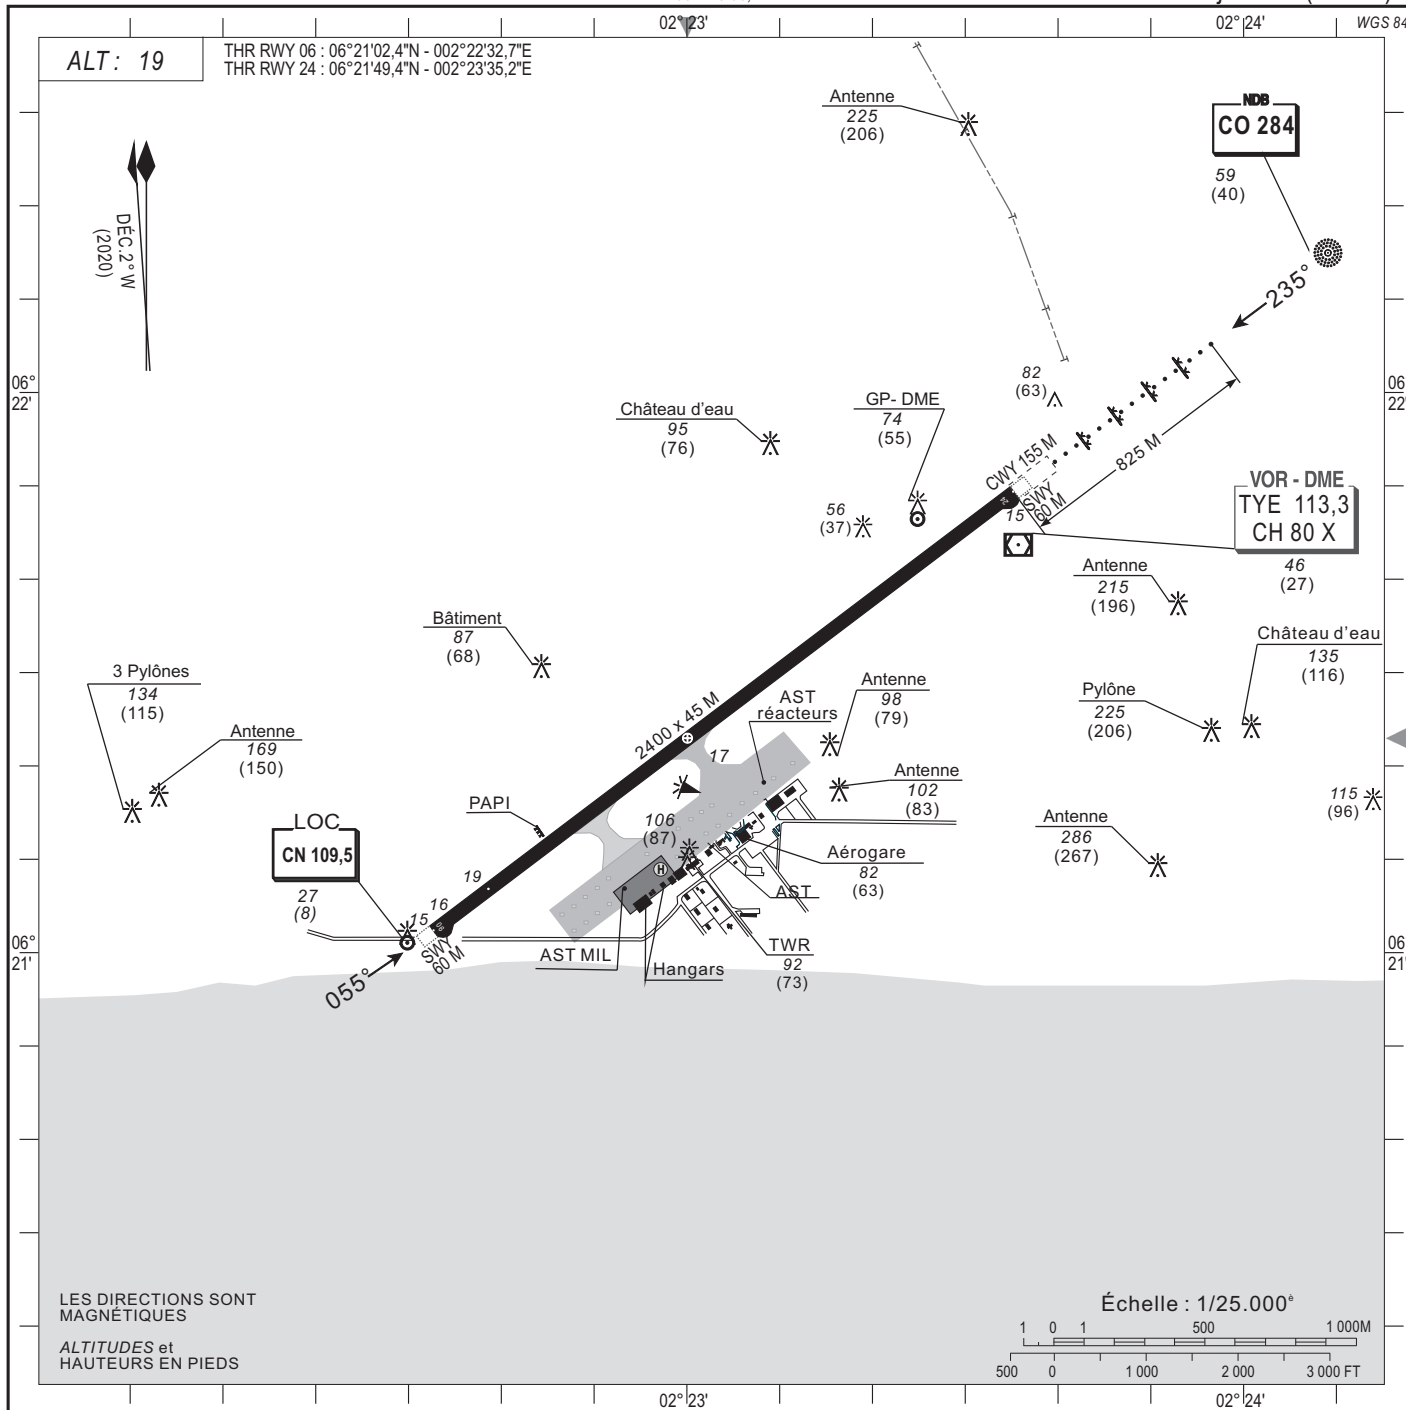 02°23'
02°24'
WGS 84
ALT : 19
THR RWY 06 : 06°21'02,4"N - 002°22'32,7"E
THR RWY 24 : 06°21'49,4"N - 002°23'35,2"E
Antenne
225
(206)
NDB
CO 284
59
(40)
DÉC.2° W
(2020)
235°
06°
22'
06
22'
82
(63)
Château d'eau
95
(76)
GP- DME
74
(55)
825 M
CWY 155 M
SWY
60 M
24
15
56
(37)
VOR - DME
TYE 113,3
CH 80 X
46
(27)
Antenne
215
(196)
Bâtiment
87
(68)
Château d'eau
135
(116)
3 Pylônes
134
(115)
Antenne
169
(150)
AST
réacteurs
Antenne
98
(79)
Pylône
225
(206)
2400 x 45 M
17
Antenne
102
(83)
115
(96)
PAPI
106
(87)
Antenne
286
(267)
LOC
CN 109,5
27
(8)
19
H
Aérogare
82
(63)
AST
16
15
06
SWY
60 M
06°
21'
06
21'
AST MIL
Hangars
TWR
92
(73)
055°
LES DIRECTIONS SONT
MAGNÉTIQUES
ALTITUDES et
HAUTEURS EN PIEDS
Échelle : 1/25.000è
1 0 1 500 1 000M
500 0 1 000 2 000 3 000 FT
02°23'
02°24'